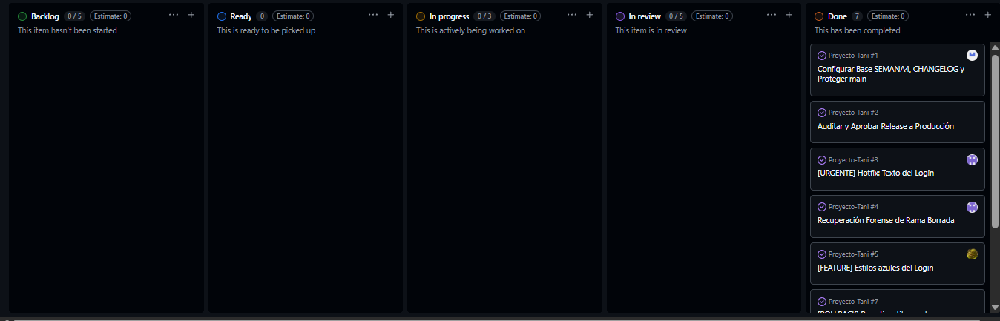 Backlog 0 / 5 Estimate: 0
This item hasn't been started
Ready 0 Estimate: 0
This is ready to be picked up
In progress 0 / 3 Estimate: 0
This is actively being worked on
In review 0 / 5 Estimate: 0
This item is in review
Done 7 Estimate: 0
This has been completed
Proyecto-Tani #1
Configurar Base SEMANA4, CHANGELOG y
Proteger main
Proyecto-Tani #2
Auditar y Aprobar Release a Producción
Proyecto-Tani #3
[URGENTE] Hotfix: Texto del Login
Proyecto-Tani #4
Recuperación Forense de Rama Borrada
Proyecto-Tani #5
[FEATURE] Estilos azules del Login
Proyecto-Tani #7